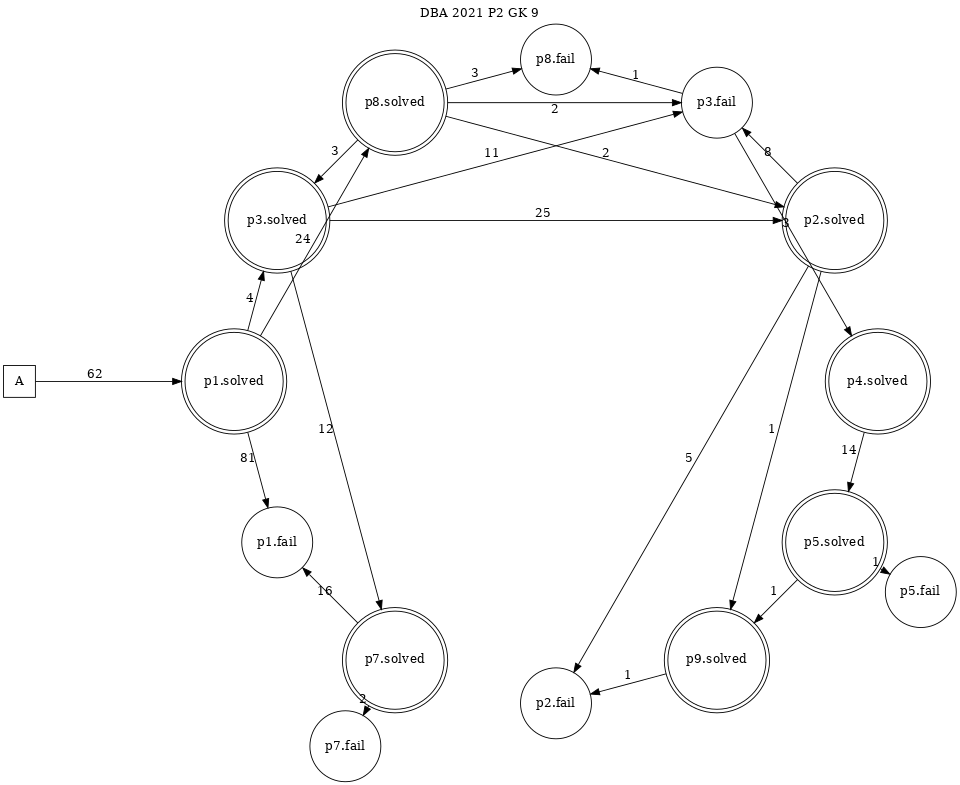 DBA 2021 P2 GK 9
p8.fail
3
1
p8.solved
p3.fail
2
3
11
2
8
p3.solved
25
p2.solved
3
24
4
A
62
p1.solved
p4.solved
12
1
81
5
14
p1.fail
p5.solved
1
16
1
p5.fail
p7.solved
p9.solved
1
2
p2.fail
p7.fail